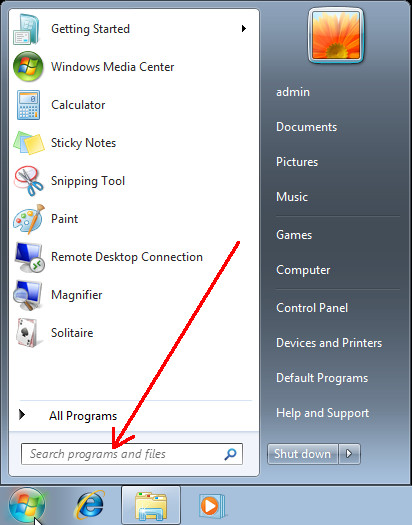 Getting Started
Windows Media Center
Calculator
Sticky Notes
Snipping Tool
Paint
Remote Desktop Connection
Magnifier
Solitaire
All Programs
Search programs and files
admin
Documents
Pictures
Music
Games
Computer
Control Panel
Devices and Printers
Default Programs
Help and Support
Shut down